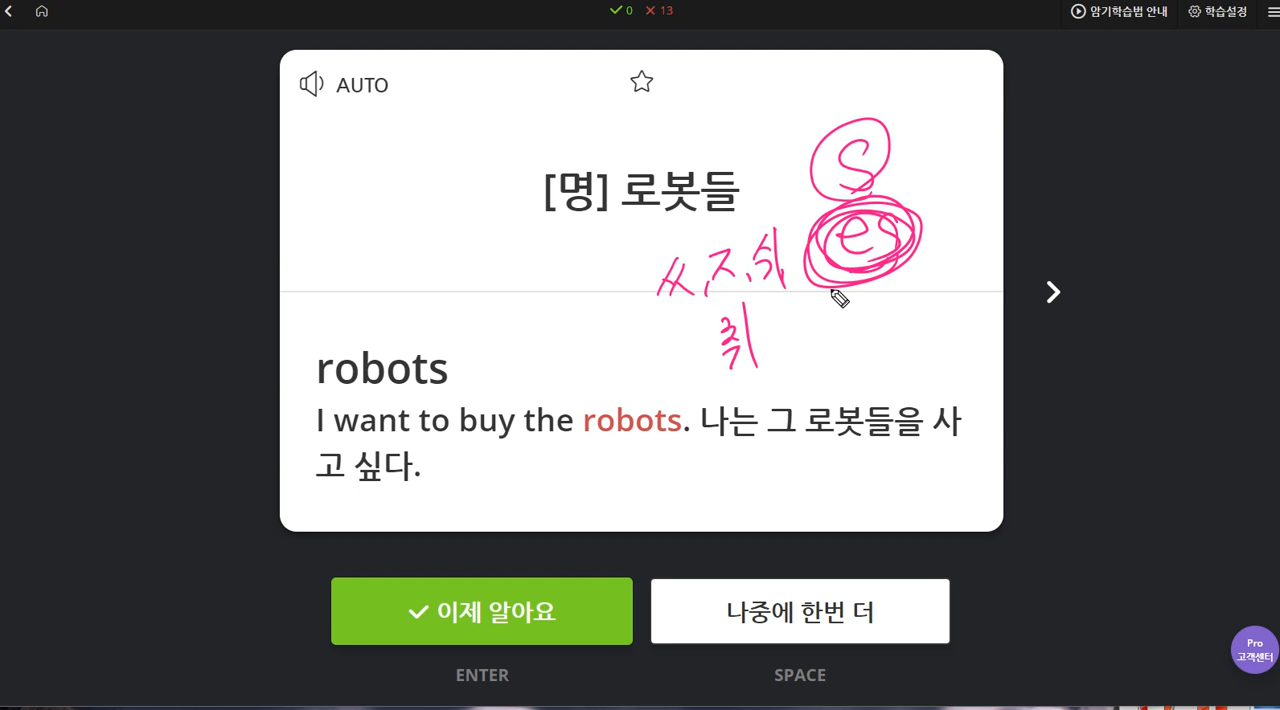 0 13 암기학습법 안내 학습설정
AUTO
[명] 로봇들
s
es
ㅆ, ㅈ, 쉬
취
robots
I want to buy the robots. 나는 그 로봇들을 사
고 싶다.
이제 알아요 나중에 한번 더
ENTER SPACE
Pro
고객센터